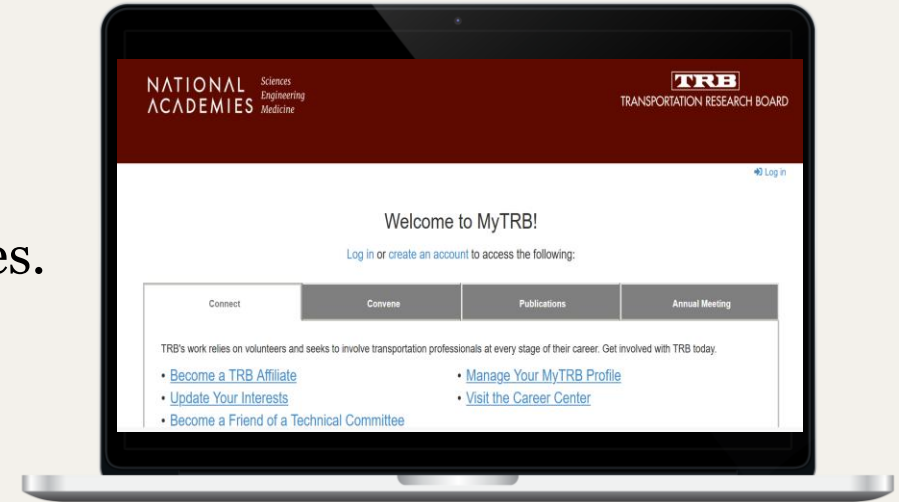 NATIONAL
ACADEMIES
Sciences
Engineering
Medicine
TRB
TRANSPORTATION RESEARCH BOARD
Log in
es.
Welcome to MyTRB!
Log in or create an account to access the following:
Connect
Convene
Publications
Annual Meeting
TRB's work relies on volunteers and seeks to involve transportation professionals at every stage of their career. Get involved with TRB today.
• Become a TRB Affiliate
• Update Your Interests
• Become a Friend of a Technical Committee
• Manage Your MyTRB Profile
• Visit the Career Center